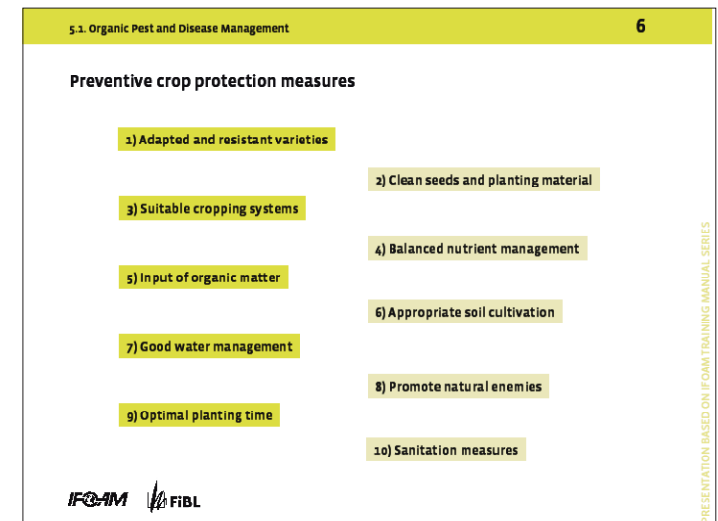 5.1. Organic Pest and Disease Management
6
Preventive crop protection measures
1) Adapted and resistant varieties
2) Clean seeds and planting material
3) Suitable cropping systems
4) Balanced nutrient management
5) Input of organic matter
6) Appropriate soil cultivation
7) Good water management
8) Promote natural enemies
9) Optimal planting time
10) Sanitation measures
IFOAM FiBL
PRESENTATION BASED ON IFOAM TRAINING MANUAL SERIES